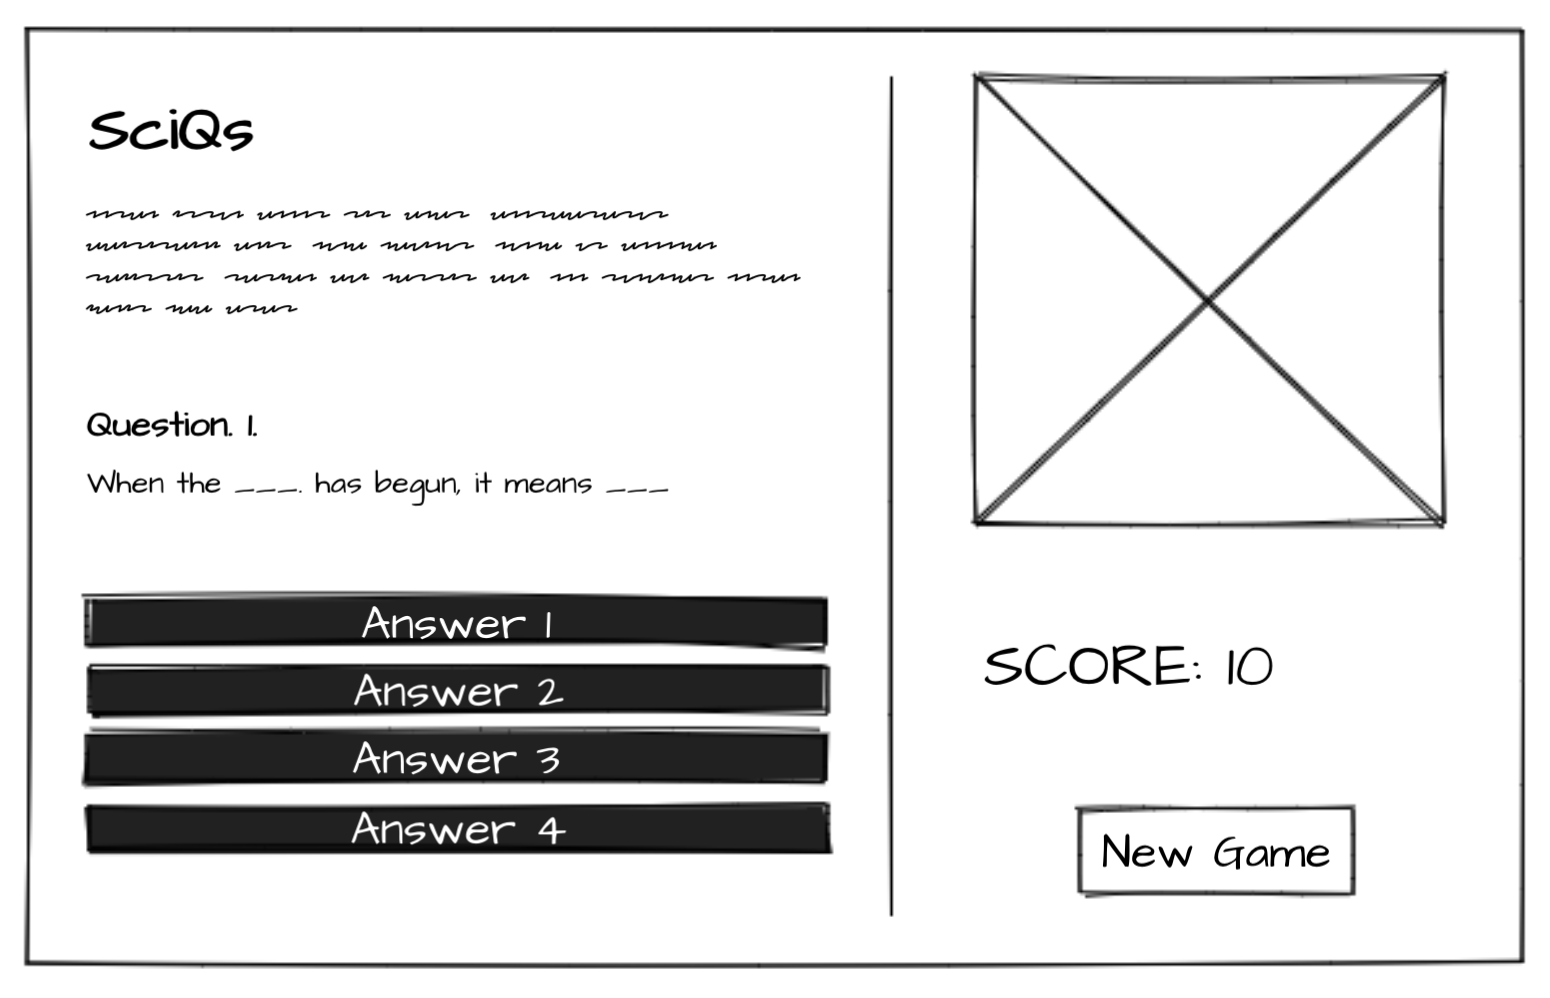 SciQs
Question. 1.
When the ___. has begun, it means ___
Answer 1
Answer 2
Answer 3
Answer 4
SCORE: 10
New Game